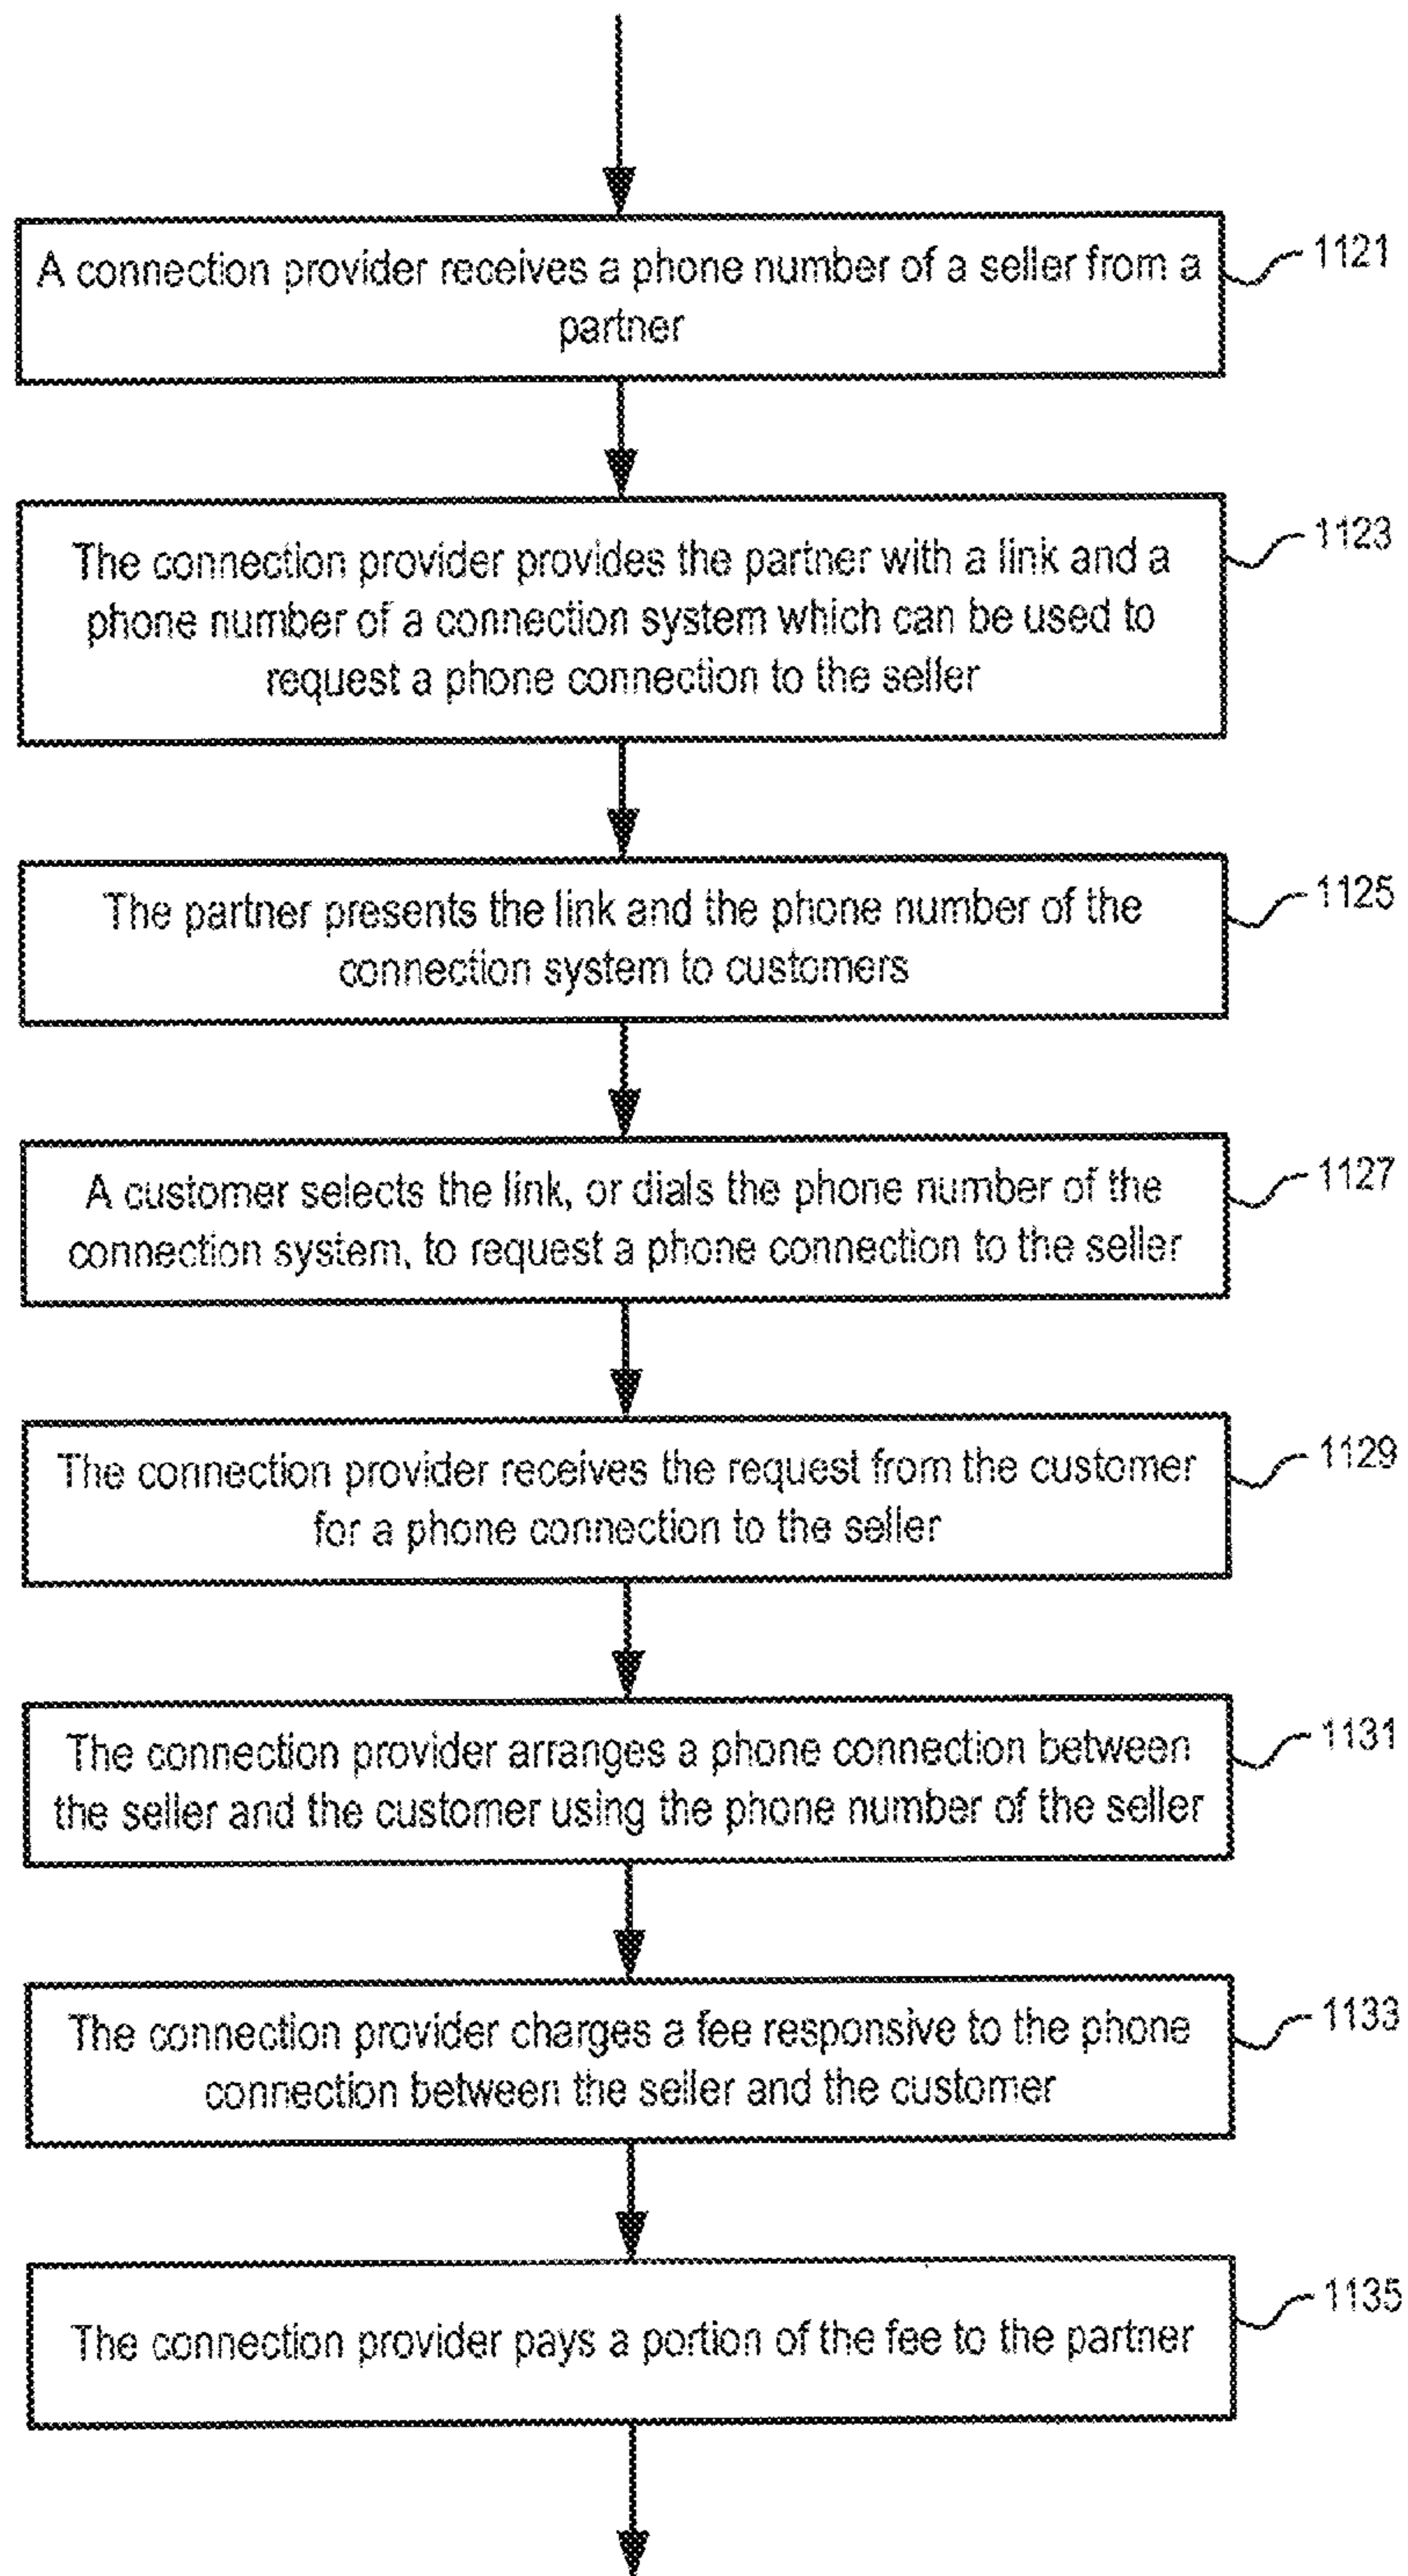 A connection provider receives a phone number of a seller from a
partner
1121
The connection provider provides the partner with a link and a
phone number of a connection system which can be used to
request a phone connection to the seller
1123
The partner presents the link and the phone number of the
connection system to customers
1125
A customer selects the link, or dials the phone number of the
connection system, to request a phone connection to the seller
1127
The connection provider receives the request from the customer
for a phone connection to the seller
1129
The connection provider arranges a phone connection between
the seller and the customer using the phone number of the seller
1131
The connection provider charges a fee responsive to the phone
connection between the seller and the customer
1133
The connection provider pays a portion of the fee to the partner
1135